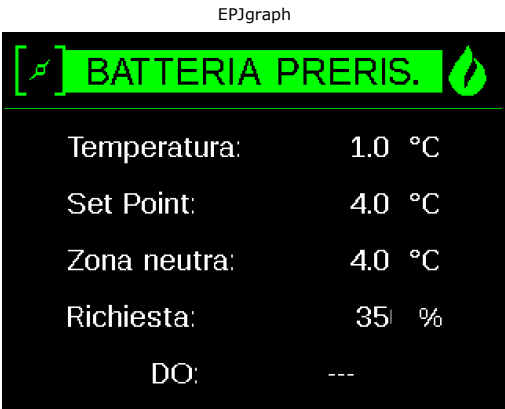 EPJgraph
BATTERIA PRERIS.
Temperatura: 1.0 °C
Set Point: 4.0 °C
Zona neutra: 4.0 °C
Richiesta: 35 %
DO: ---